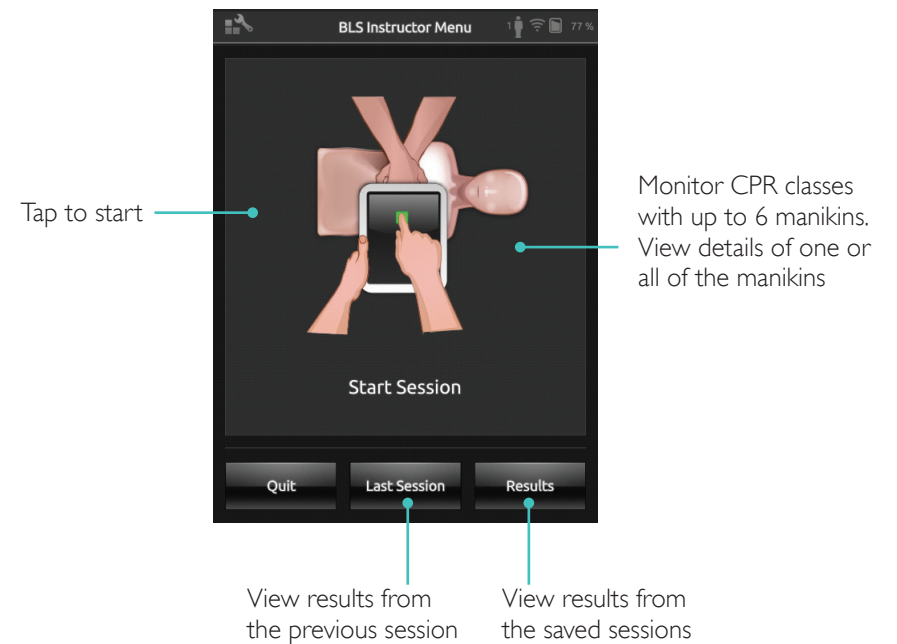 BLS Instructor Menu
1
77 %
Tap to start
Monitor CPR classes
with up to 6 manikins.
View details of one or
all of the manikins
Start Session
Quit
Last Session
Results
View results from
the previous session
View results from
the saved sessions